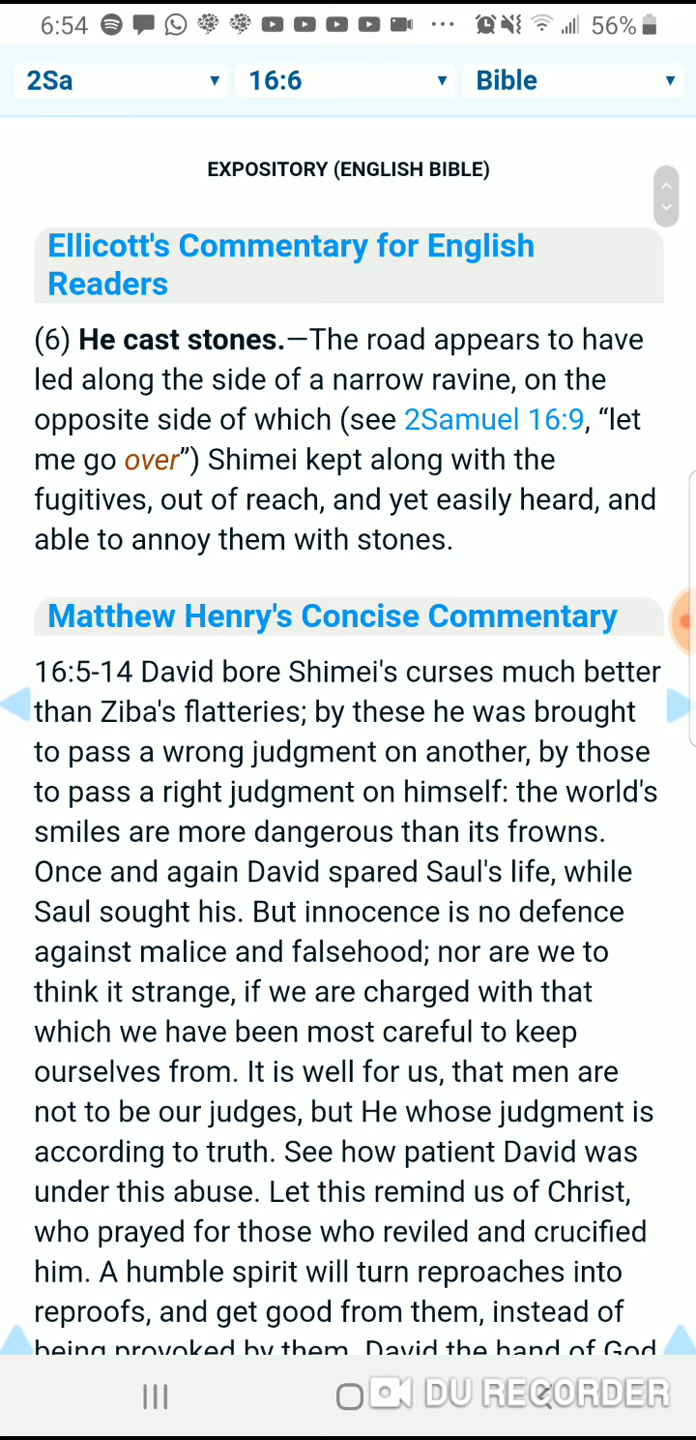 6:54 56%
2Sa 16:6 Bible
EXPOSITORY (ENGLISH BIBLE)
Ellicott's Commentary for English
Readers
(6) He cast stones.—The road appears to have
led along the side of a narrow ravine, on the
opposite side of which (see 2Samuel 16:9, “let
me go over”) Shimei kept along with the
fugitives, out of reach, and yet easily heard, and
able to annoy them with stones.
Matthew Henry's Concise Commentary
16:5-14 David bore Shimei's curses much better
than Ziba's flatteries; by these he was brought
to pass a wrong judgment on another, by those
to pass a right judgment on himself: the world's
smiles are more dangerous than its frowns.
Once and again David spared Saul's life, while
Saul sought his. But innocence is no defence
against malice and falsehood; nor are we to
think it strange, if we are charged with that
which we have been most careful to keep
ourselves from. It is well for us, that men are
not to be our judges, but He whose judgment is
according to truth. See how patient David was
under this abuse. Let this remind us of Christ,
who prayed for those who reviled and crucified
him. A humble spirit will turn reproaches into
reproofs, and get good from them, instead of
being provoked by them. David the hand of God
DU RECORDER